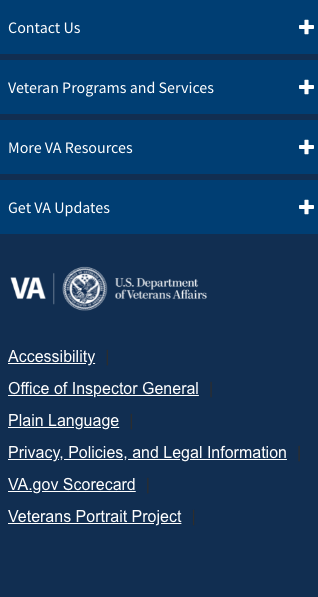 Contact Us
Veteran Programs and Services
More VA Resources
Get VA Updates
VA
U.S. Department
of Veterans Affairs
Accessibility
Office of Inspector General
Plain Language
Privacy, Policies, and Legal Information
VA.gov Scorecard
Veterans Portrait Project